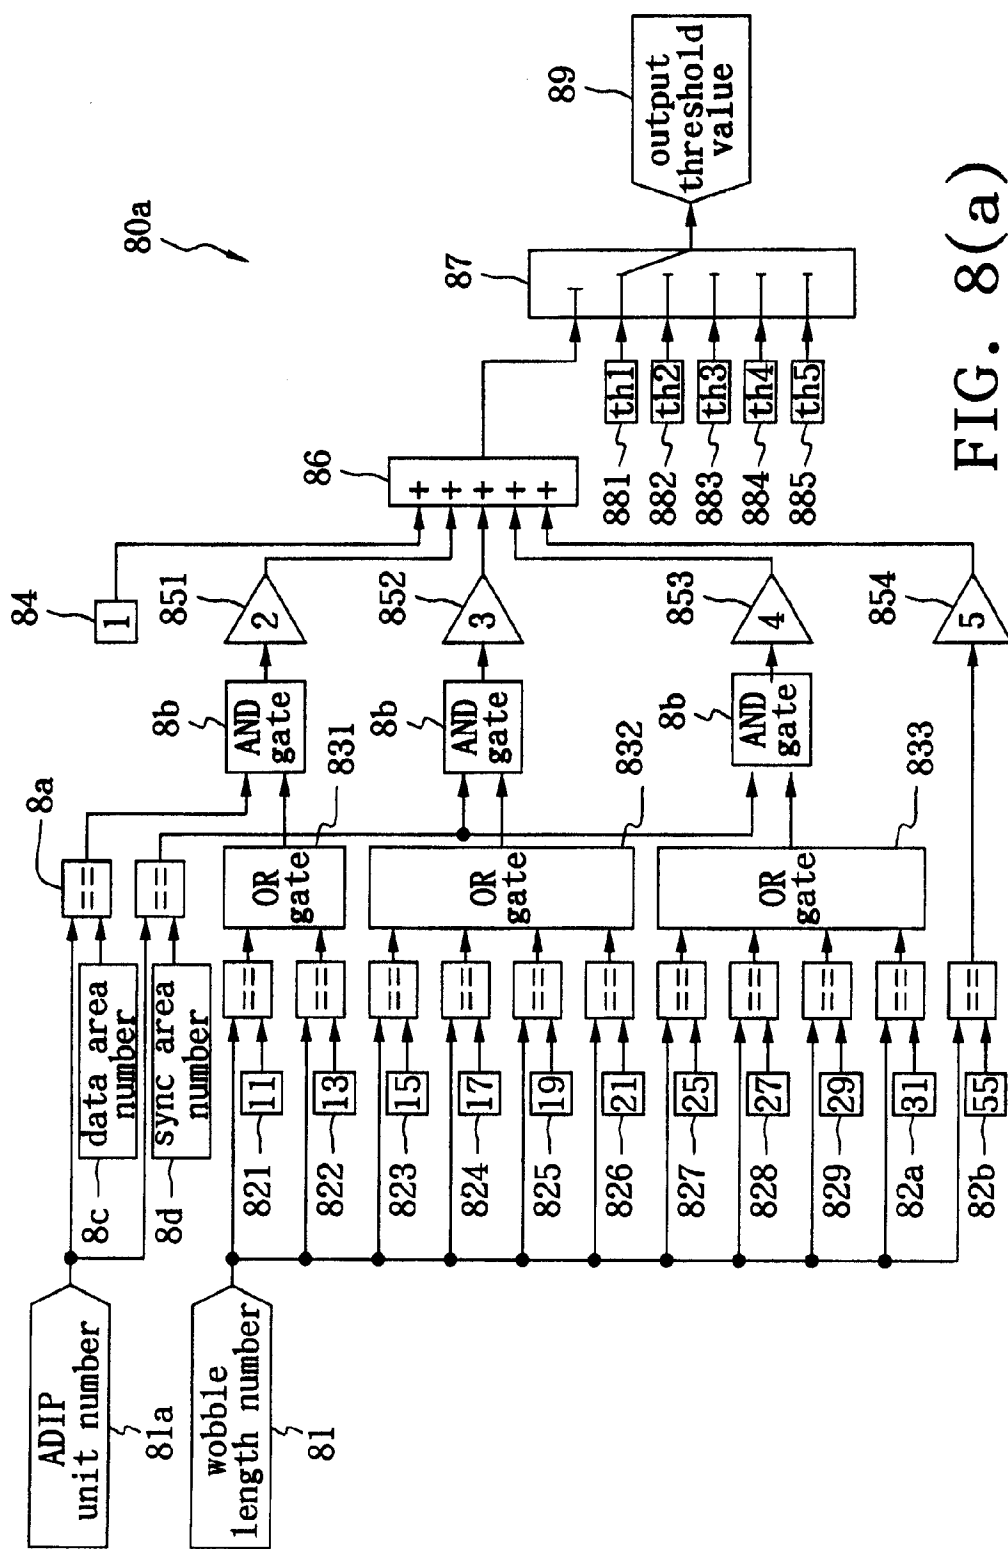 80a
ADIP
unit number
81a
wobble
length number
81
8c
data area
number
8d
sync area
number
8a
==
==
821
11
==
822
13
==
823
15
==
824
17
==
825
19
==
826
21
==
827
25
==
828
27
==
829
29
==
82a
31
==
82b
55
==
OR
gate
831
OR
gate
832
OR
gate
833
8b
AND
gate
8b
AND
gate
8b
AND
gate
84
1
851
2
852
3
853
4
854
5
86
+
+
+
+
+
881
th1
882
th2
883
th3
884
th4
885
th5
87
89
output
threshold
value
FIG. 8(a)